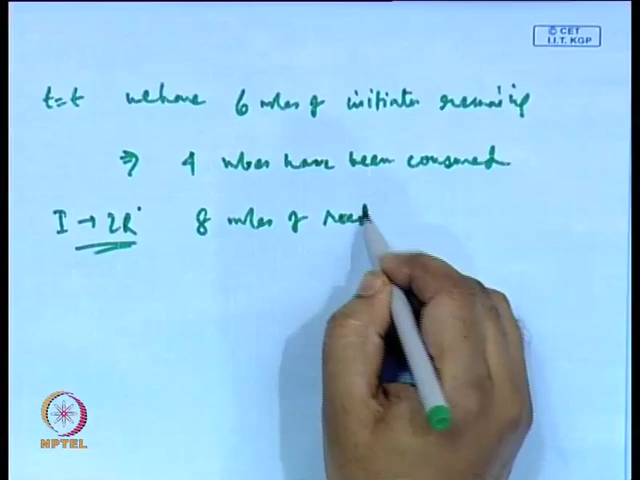 © CET
I.I.T. KGP
t=t we have 6 moles of initiator remaining
⇒ 4 moles have been consumed
I → 2R• 8 moles of
NPTEL